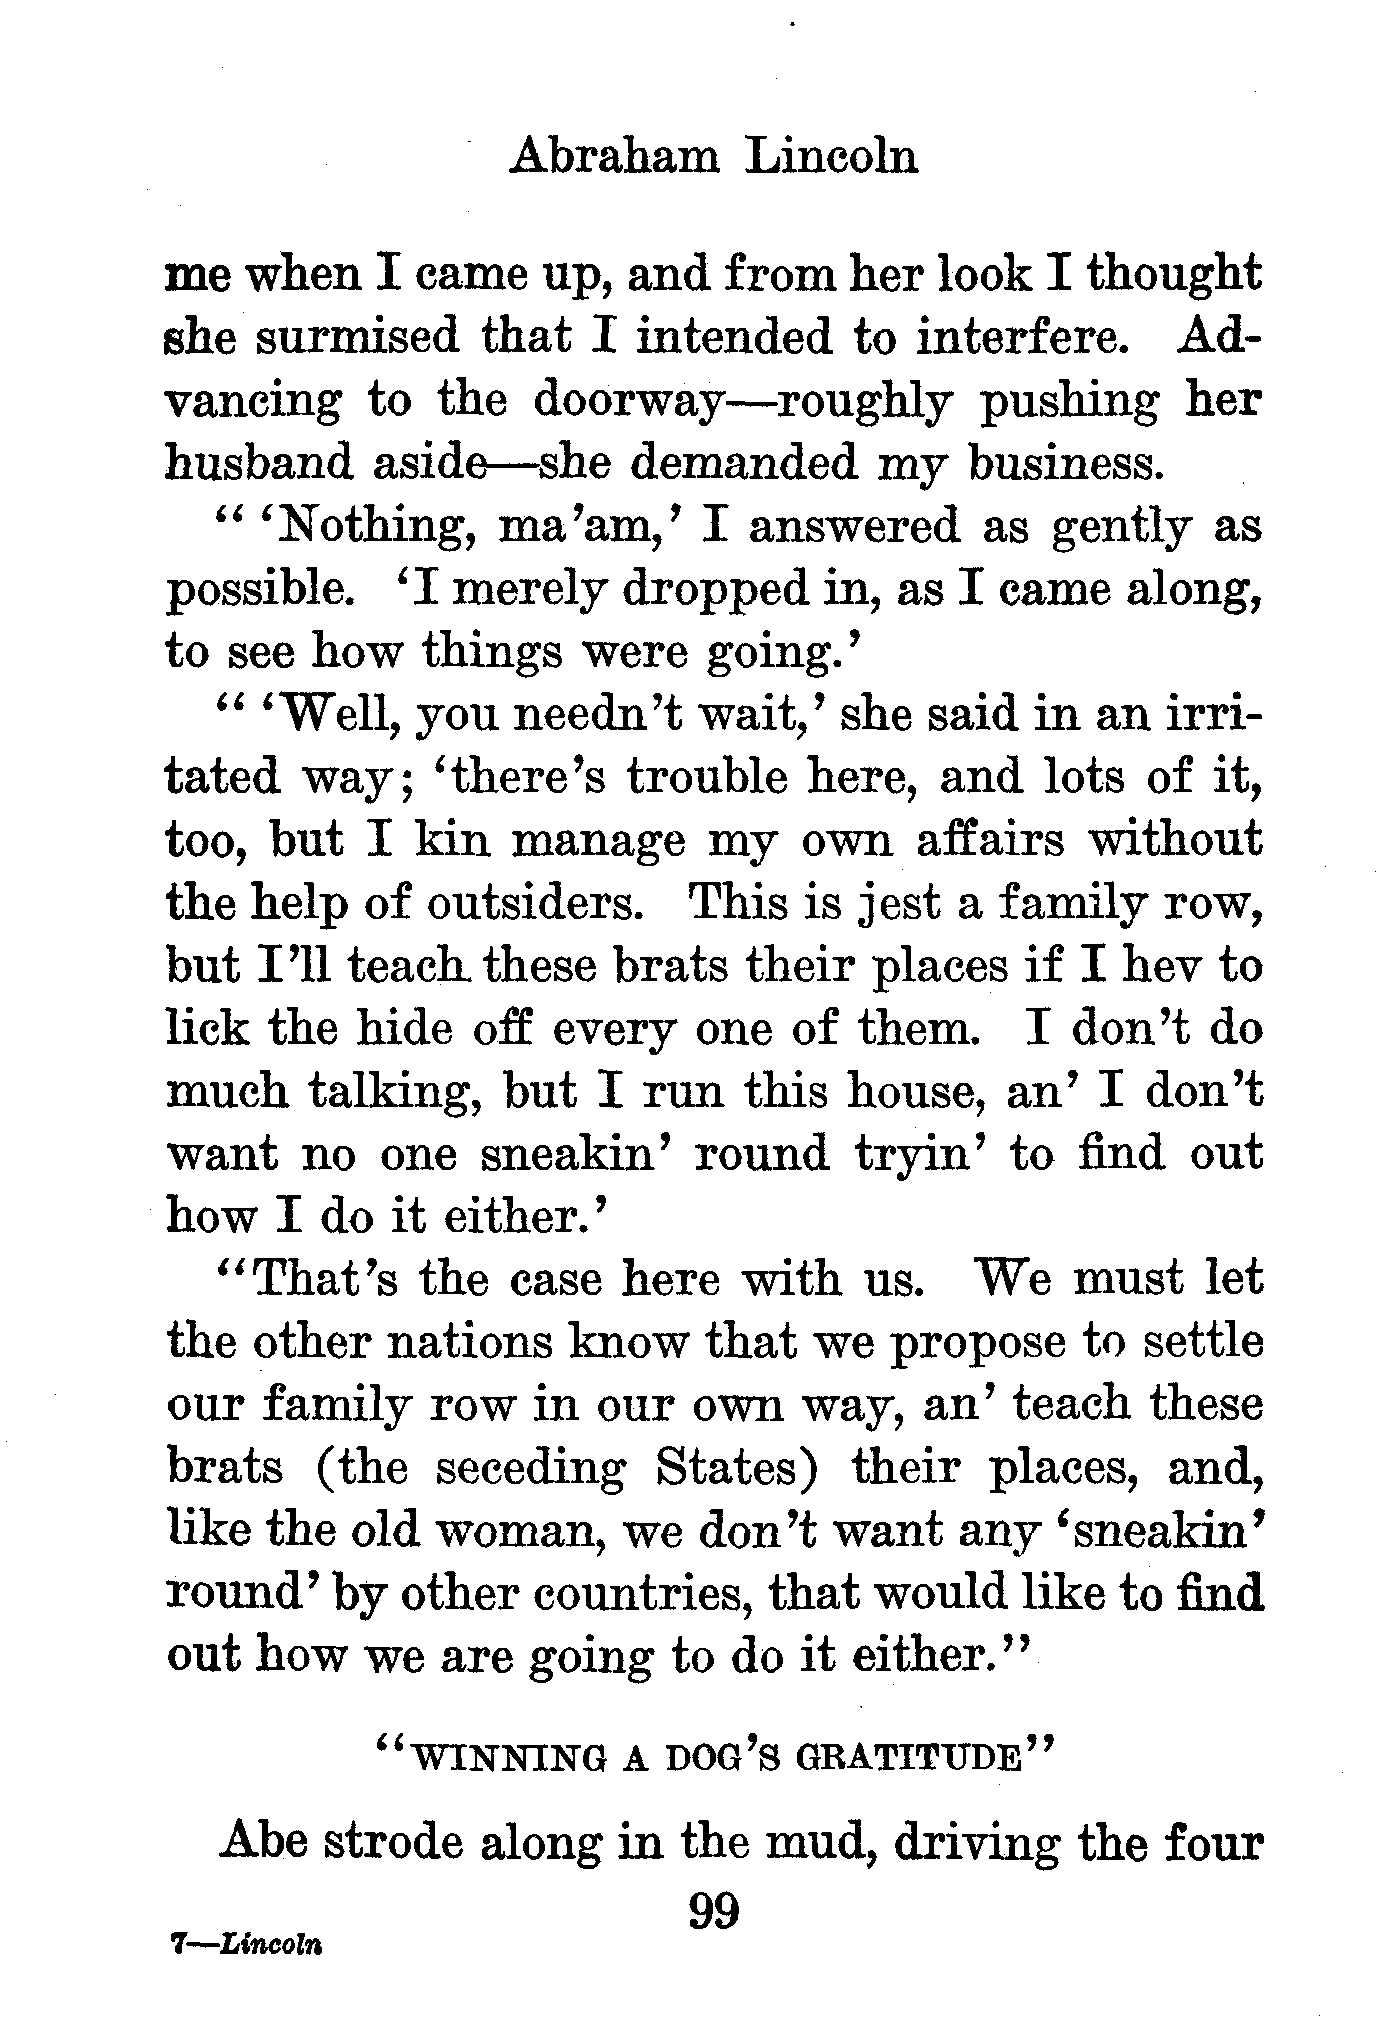 Abraham Lincoln
me when I came up, and from her look I thought
she surmised that I intended to interfere. Ad-
vancing to the doorway—roughly pushing her
husband aside—she demanded my business.
“ ‘Nothing, ma’am,’ I answered as gently as
possible. ‘I merely dropped in, as I came along,
to see how things were going.’
“ ‘Well, you needn’t wait,’ she said in an irri-
tated way; ‘there’s trouble here, and lots of it,
too, but I kin manage my own affairs without
the help of outsiders. This is jest a family row,
but I’ll teach these brats their places if I hev to
lick the hide off every one of them. I don’t do
much talking, but I run this house, an’ I don’t
want no one sneakin’ round tryin’ to find out
how I do it either.’
“That’s the case here with us. We must let
the other nations know that we propose to settle
our family row in our own way, an’ teach these
brats (the seceding States) their places, and,
like the old woman, we don’t want any ‘sneakin’
round’ by other countries, that would like to find
out how we are going to do it either.”
“WINNING A DOG’S GRATITUDE”
Abe strode along in the mud, driving the four
99
7—Lincoln